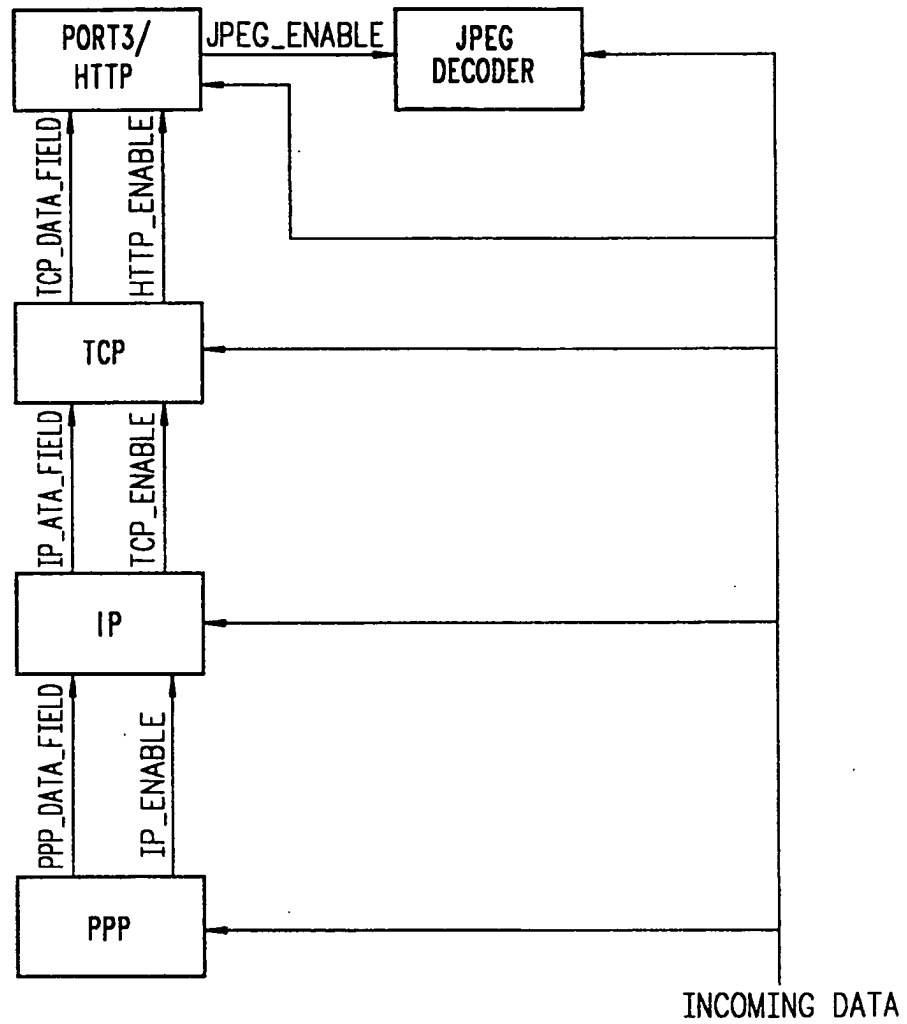 PORT3/
HTTP
JPEG_ENABLE
JPEG
DECODER
TCP_DATA_FIELD
HTTP_ENABLE
TCP
IP_ATA_FIELD
TCP_ENABLE
IP
PPP_DATA_FIELD
IP_ENABLE
PPP
INCOMING DATA